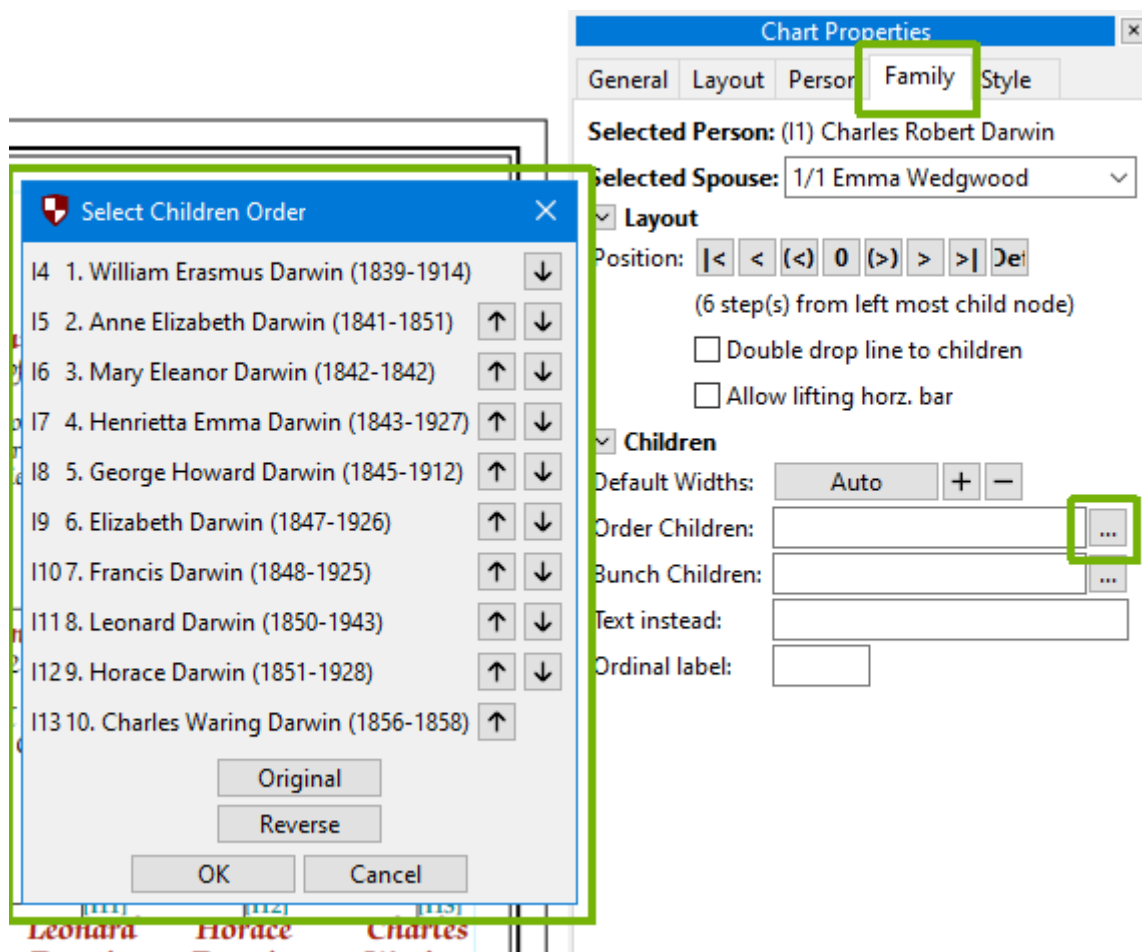 Chart Properties
General Layout Person Family Style
Selected Person: (I1) Charles Robert Darwin
Selected Spouse: 1/1 Emma Wedgwood
Layout
Position: |< < (<) 0 (>) > >| Def
(6 step(s) from left most child node)
Double drop line to children
Allow lifting horz. bar
Children
Default Widths: Auto + −
Order Children: ...
Bunch Children: ...
Text instead:
Ordinal label:
Select Children Order
I4 1. William Erasmus Darwin (1839-1914)
I5 2. Anne Elizabeth Darwin (1841-1851)
I6 3. Mary Eleanor Darwin (1842-1842)
I7 4. Henrietta Emma Darwin (1843-1927)
I8 5. George Howard Darwin (1845-1912)
I9 6. Elizabeth Darwin (1847-1926)
I10 7. Francis Darwin (1848-1925)
I11 8. Leonard Darwin (1850-1943)
I12 9. Horace Darwin (1851-1928)
I13 10. Charles Waring Darwin (1856-1858)
Original
Reverse
OK Cancel
[I11] [I12] [I13]
Leonard Horace Charles